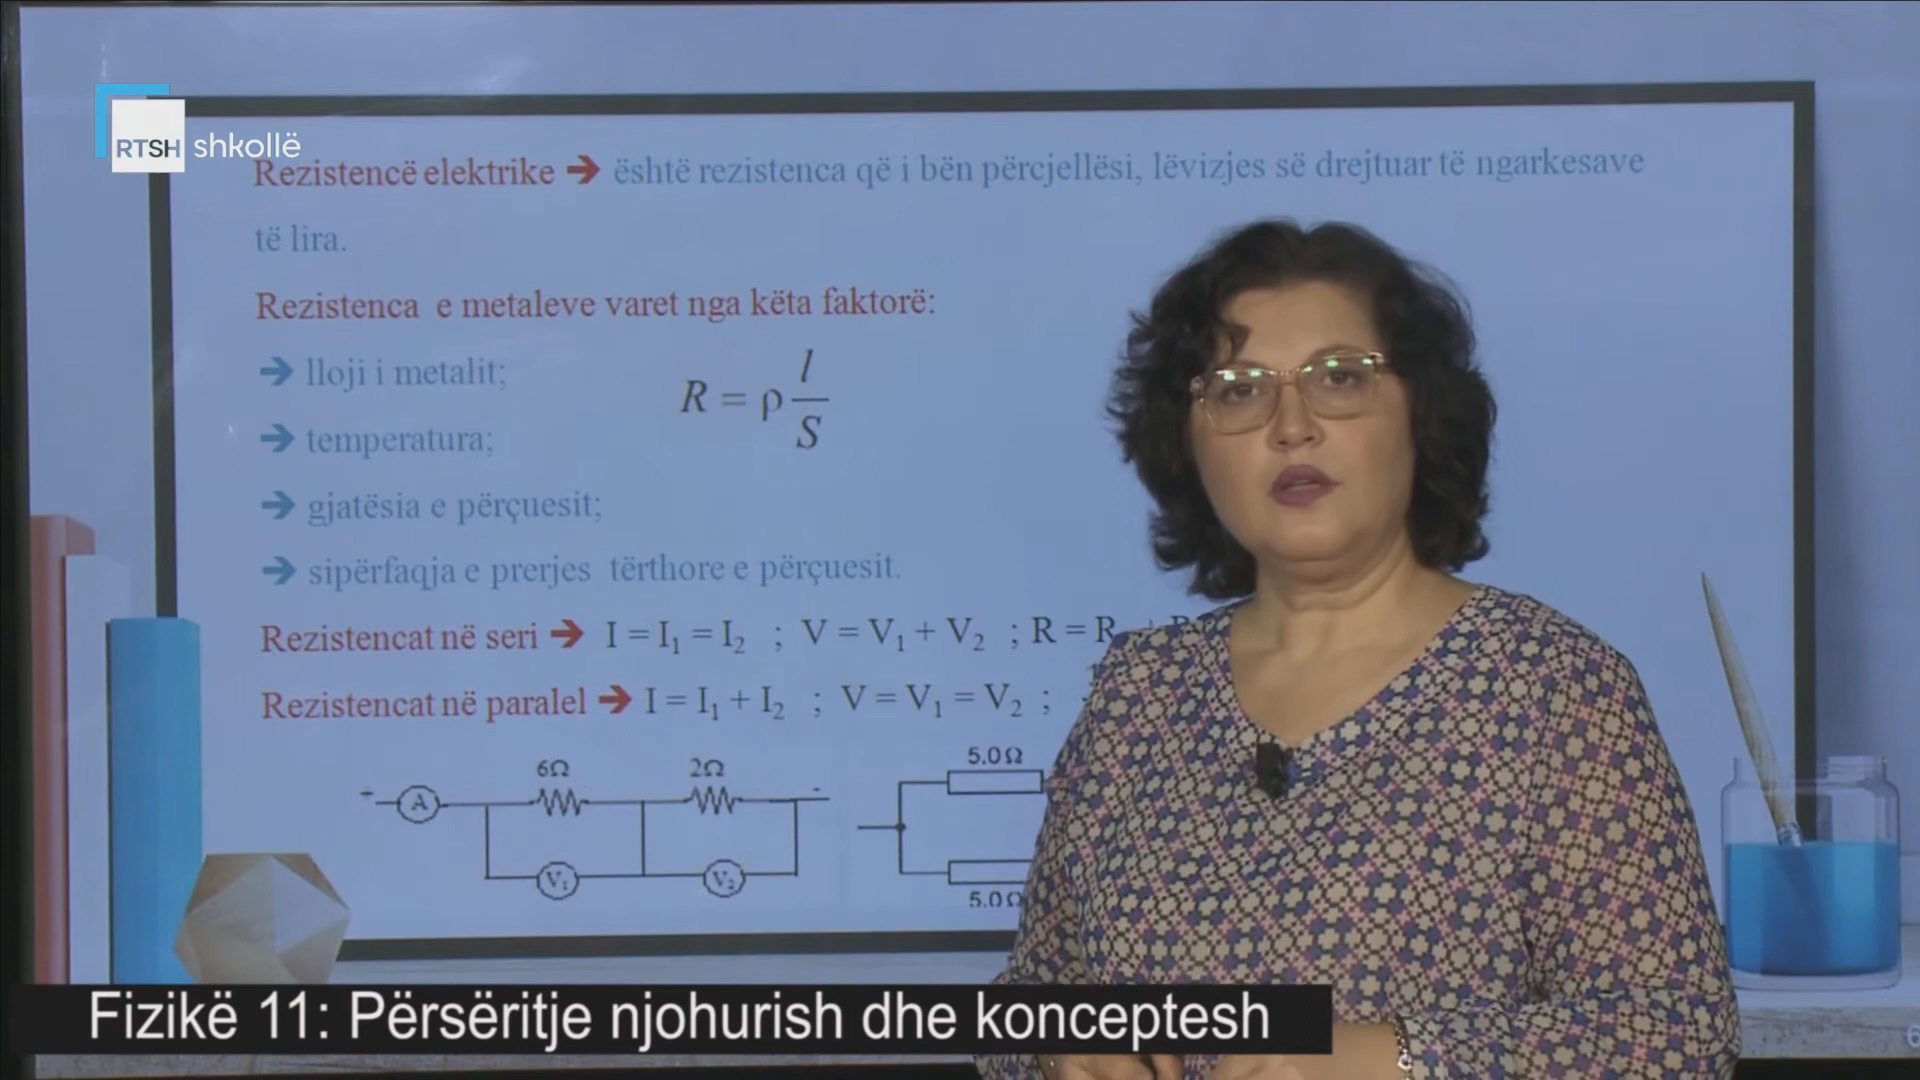 RTSH shkollë
Rezistencë elektrike ➔ është rezistenca që i bën përcjellësi, lëvizjes së drejtuar të ngarkesave
të lira.
Rezistenca e metaleve varet nga këta faktorë:
➔ lloji i metalit;
R = ρ l/S
➔ temperatura;
➔ gjatësia e përçuesit;
➔ sipërfaqja e prerjes tërthore e përçuesit.
Rezistencat në seri ➔ I = I₁ = I₂ ; V = V₁ + V₂ ; R = R
Rezistencat në paralel ➔ I = I₁ + I₂ ; V = V₁ = V₂ ;
6Ω 2Ω 5.0Ω
+ A -
V₁ V₂
5.0Ω
Fizikë 11: Përsëritje njohurish dhe konceptesh